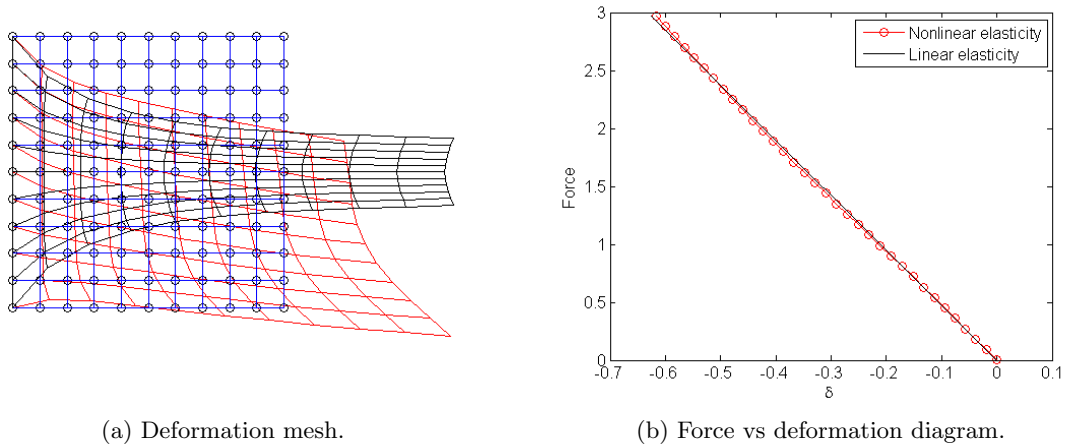 3
2.5
2
1.5
1
0.5
0
Force
Nonlinear elasticity
Linear elasticity
-0.7 -0.6 -0.5 -0.4 -0.3 -0.2 -0.1 0 0.1
δ
(a) Deformation mesh.
(b) Force vs deformation diagram.